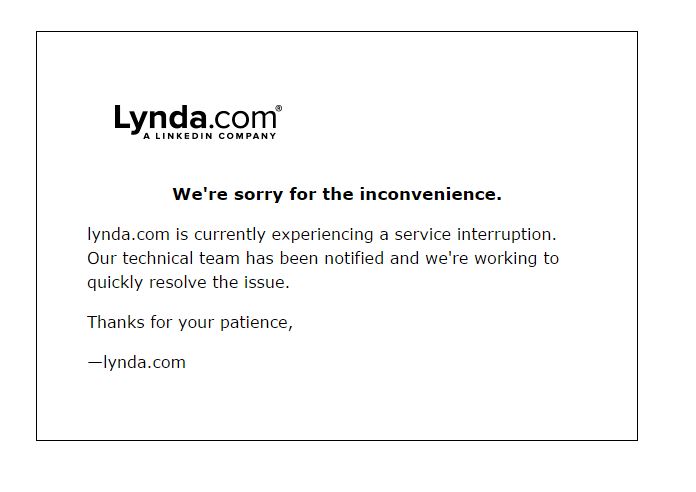 Lynda.com®
A LINKEDIN COMPANY
We're sorry for the inconvenience.
lynda.com is currently experiencing a service interruption.
Our technical team has been notified and we're working to
quickly resolve the issue.
Thanks for your patience,
—lynda.com